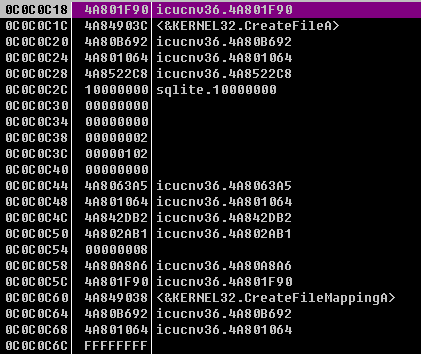 0C0C0C18 4A801F90 icucnv36.4A801F90
0C0C0C1C 4A84903C <&KERNEL32.CreateFileA>
0C0C0C20 4A80B692 icucnv36.4A80B692
0C0C0C24 4A801064 icucnv36.4A801064
0C0C0C28 4A8522C8 icucnv36.4A8522C8
0C0C0C2C 10000000 sqlite.10000000
0C0C0C30 00000000
0C0C0C34 00000000
0C0C0C38 00000002
0C0C0C3C 00000102
0C0C0C40 00000000
0C0C0C44 4A8063A5 icucnv36.4A8063A5
0C0C0C48 4A801064 icucnv36.4A801064
0C0C0C4C 4A842DB2 icucnv36.4A842DB2
0C0C0C50 4A802AB1 icucnv36.4A802AB1
0C0C0C54 00000008
0C0C0C58 4A80A8A6 icucnv36.4A80A8A6
0C0C0C5C 4A801F90 icucnv36.4A801F90
0C0C0C60 4A849038 <&KERNEL32.CreateFileMappingA>
0C0C0C64 4A80B692 icucnv36.4A80B692
0C0C0C68 4A801064 icucnv36.4A801064
0C0C0C6C FFFFFFFF